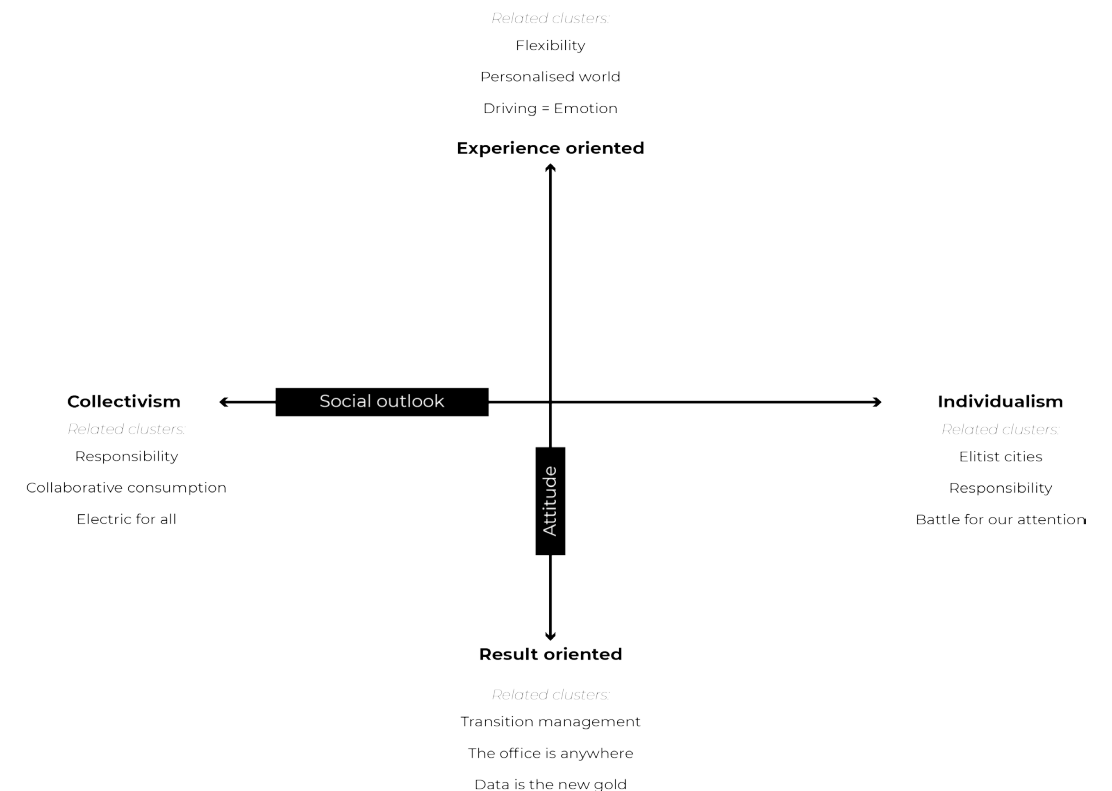 Related clusters:
Flexibility
Personalised world
Driving = Emotion
Experience oriented
Collectivism
Social outlook
Individualism
Related clusters:
Responsibility
Collaborative consumption
Electric for all
Related clusters:
Elitist cities
Responsibility
Battle for our attention
Attitude
Result oriented
Related clusters:
Transition management
The office is anywhere
Data is the new gold